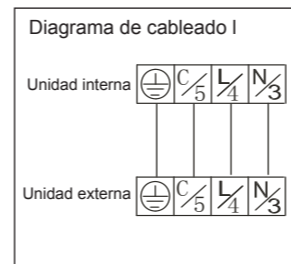 Diagrama de cableado I
Unidad interna C/5 L/4 N/3
Unidad externa C/5 L/4 N/3